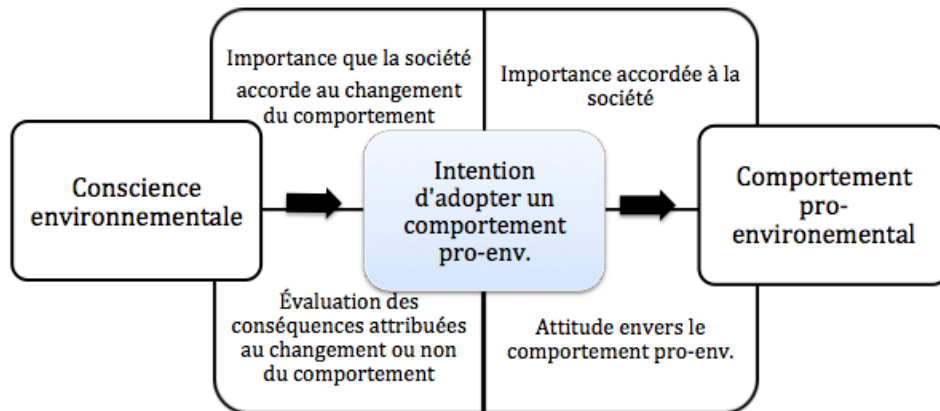 Importance que la société
accorde au changement
du comportement
Importance accordée à la
société
Conscience
environnementale
Intention
d'adopter un
comportement
pro-env.
Comportement
pro-
environemental
Évaluation des
conséquences attribuées
au changement ou non
du comportement
Attitude envers le
comportement pro-env.